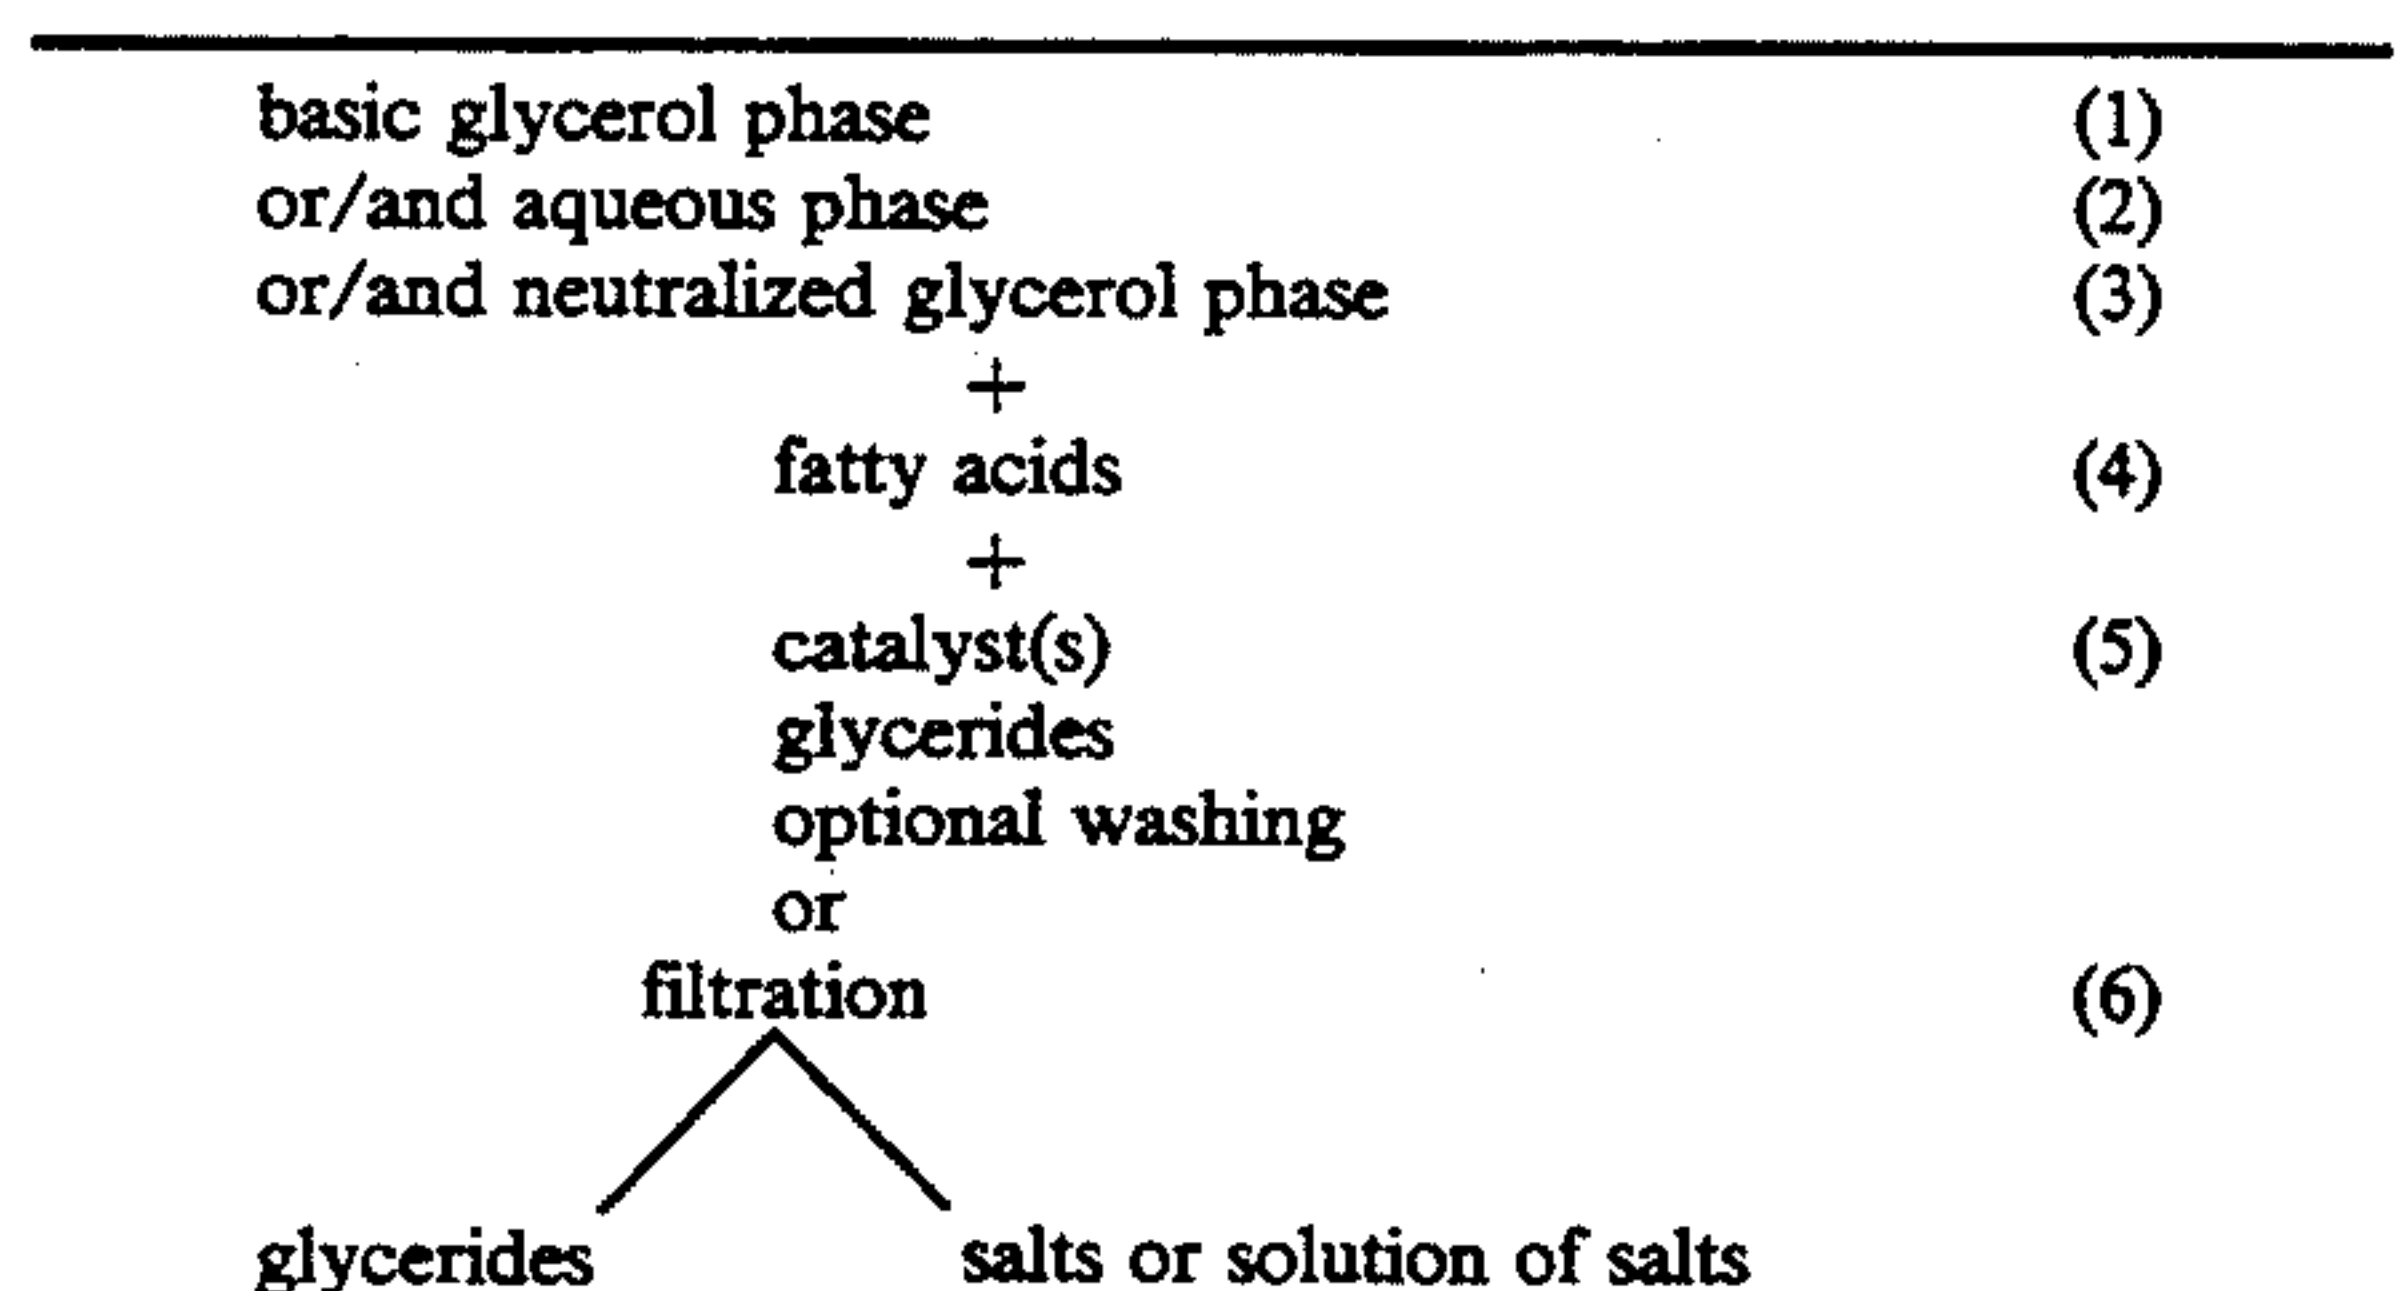 basic glycerol phase (1)
or/and aqueous phase (2)
or/and neutralized glycerol phase (3)
+
fatty acids (4)
+
catalyst(s) (5)
glycerides
optional washing
or
filtration (6)
glycerides salts or solution of salts